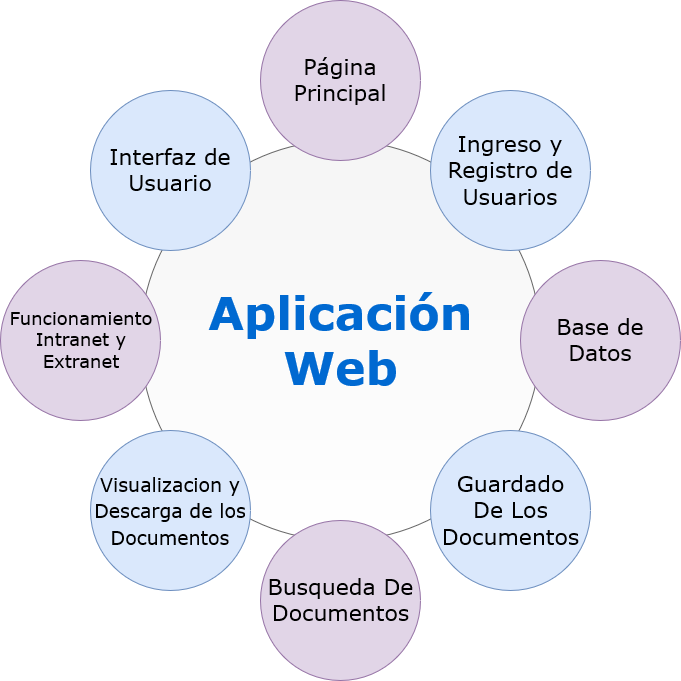 Página
Principal
Ingreso y
Registro de
Usuarios
Base de
Datos
Guardado
De Los
Documentos
Busqueda De
Documentos
Visualizacion y
Descarga de los
Documentos
Funcionamiento
Intranet y
Extranet
Interfaz de
Usuario
Aplicación
Web